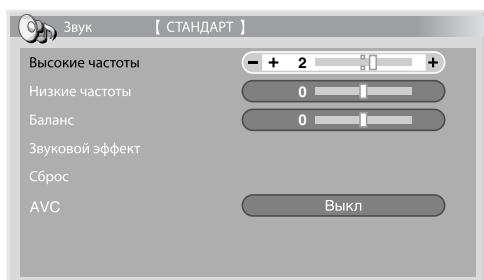 Звук 【 СТАНДАРТ 】
Высокие частоты - + 2 +
Низкие частоты 0
Баланс 0
Звуковой эффект
Сброс
AVC Выкл